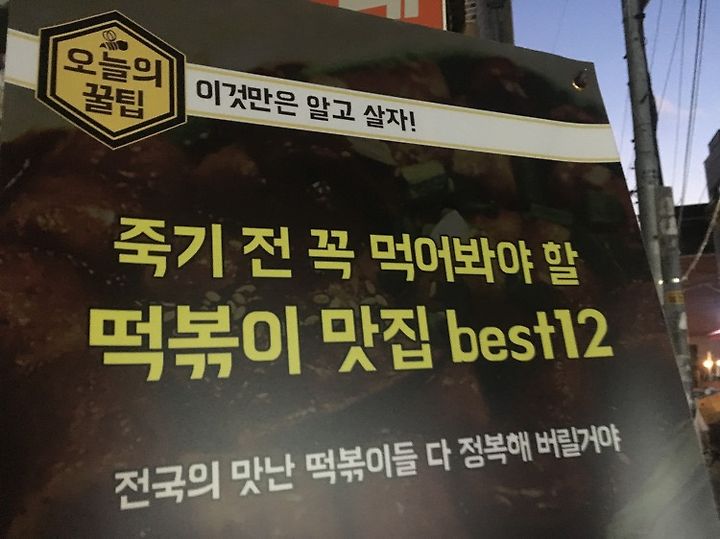 오늘의
꿀팁
이것만은 알고 살자!
죽기 전 꼭 먹어봐야 할
떡볶이 맛집 best12
전국의 맛난 떡볶이들 다 정복해 버릴거야